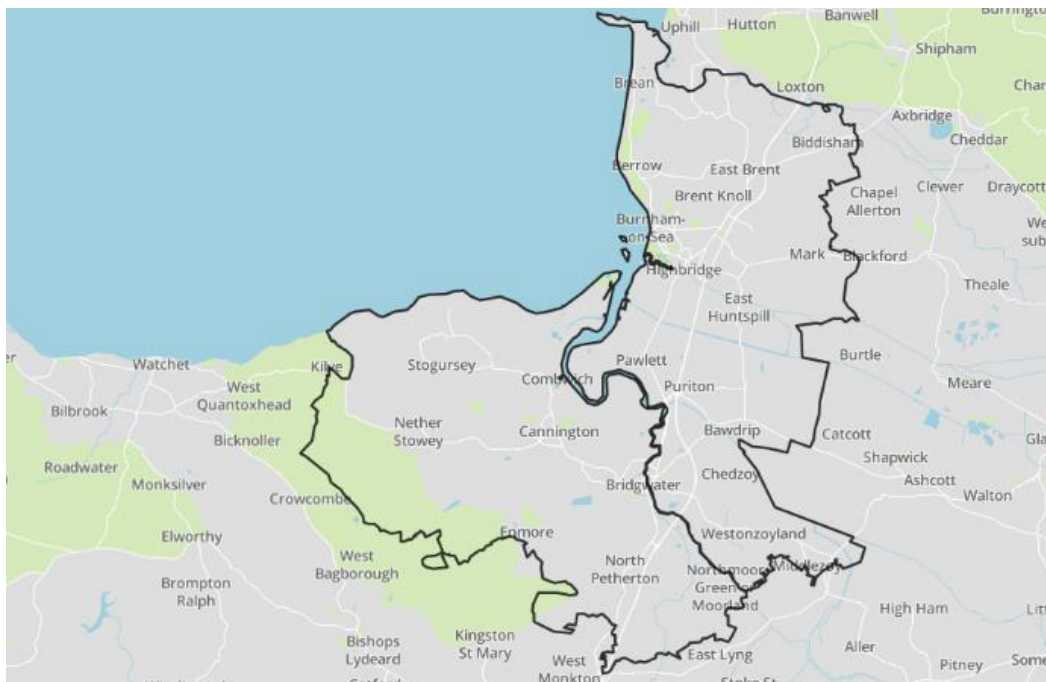 Banwell
Uphill
Hutton
Shipham
Brean
Loxton
Axbridge
Biddisham
Cheddar
Berrow
East Brent
Chapel
Allerton
Clewer
Draycott
Brent Knoll
Burnham-
on-Sea
We
sub
Mark
Blackford
Highbridge
Theale
East
Huntspill
Watchet
Kilve
Stogursey
Combwich
Pawlett
Burtle
Meare
West
Quantoxhead
Puriton
Bilbrook
Nether
Stowey
Cannington
Bawdrip
Catcott
Bicknoller
Gla
Shapwick
Roadwater
Chedzoy
Ashcott
Monksilver
Bridgwater
Walton
Crowcombe
Elworthy
Enmore
Westonzoyland
West
Bagborough
North
Petherton
Northmoor
Green or
Moorland
Middlezoy
Brompton
Ralph
High Ham
Kingston
St Mary
Bishops
Lydeard
Aller
East Lyng
West
Monkton
Pitney
Some